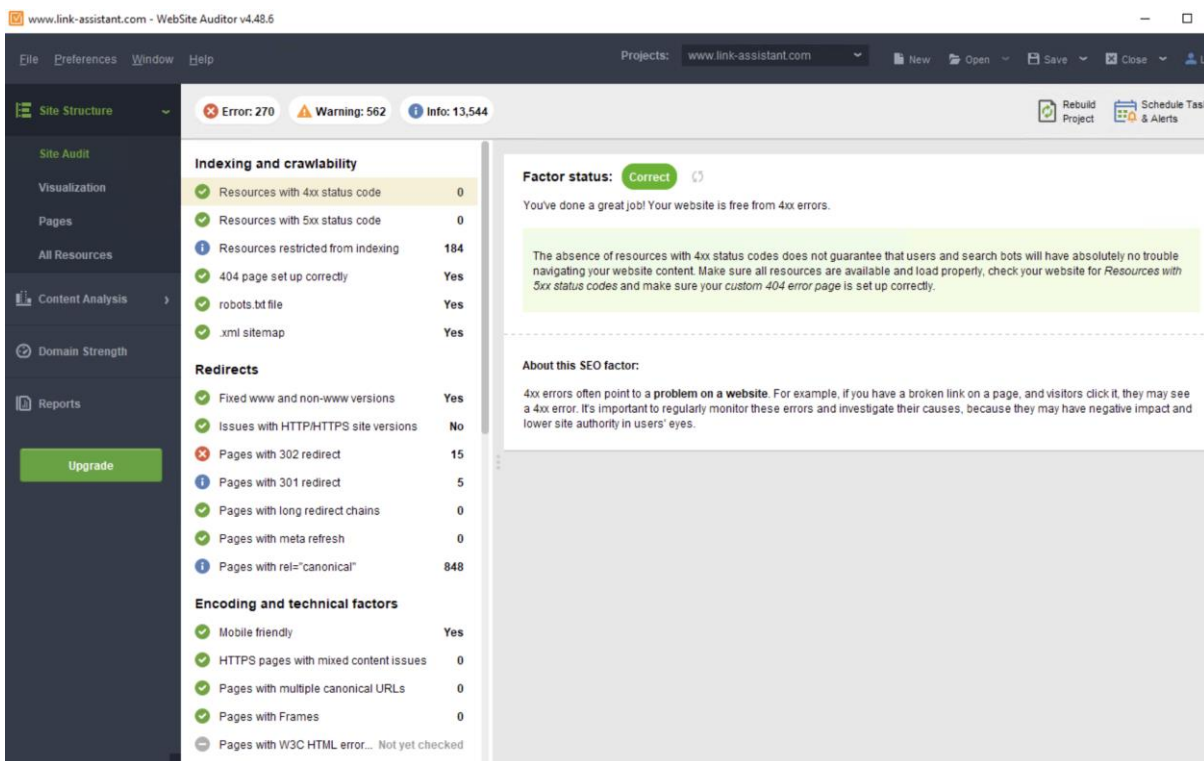 www.link-assistant.com - WebSite Auditor v4.48.6
File Preferences Window Help
Projects: www.link-assistant.com
New Open Save Close
Site Structure
Error: 270 Warning: 562 Info: 13,544
Rebuild Project
Schedule Tas
& Alerts
Site Audit
Visualization
Pages
All Resources
Content Analysis
Domain Strength
Reports
Upgrade
Indexing and crawlability
Resources with 4xx status code 0
Resources with 5xx status code 0
Resources restricted from indexing 184
404 page set up correctly Yes
robots.txt file Yes
.xml sitemap Yes
Redirects
Fixed www and non-www versions Yes
Issues with HTTP/HTTPS site versions No
Pages with 302 redirect 15
Pages with 301 redirect 5
Pages with long redirect chains 0
Pages with meta refresh 0
Pages with rel="canonical" 848
Encoding and technical factors
Mobile friendly Yes
HTTPS pages with mixed content issues 0
Pages with multiple canonical URLs 0
Pages with Frames 0
Pages with W3C HTML error... Not yet checked
Factor status: Correct
You've done a great job! Your website is free from 4xx errors.
The absence of resources with 4xx status codes does not guarantee that users and search bots will have absolutely no trouble
navigating your website content. Make sure all resources are available and load properly, check your website for Resources with
5xx status codes and make sure your custom 404 error page is set up correctly.
About this SEO factor:
4xx errors often point to a problem on a website. For example, if you have a broken link on a page, and visitors click it, they may see
a 4xx error. It's important to regularly monitor these errors and investigate their causes, because they may have negative impact and
lower site authority in users' eyes.